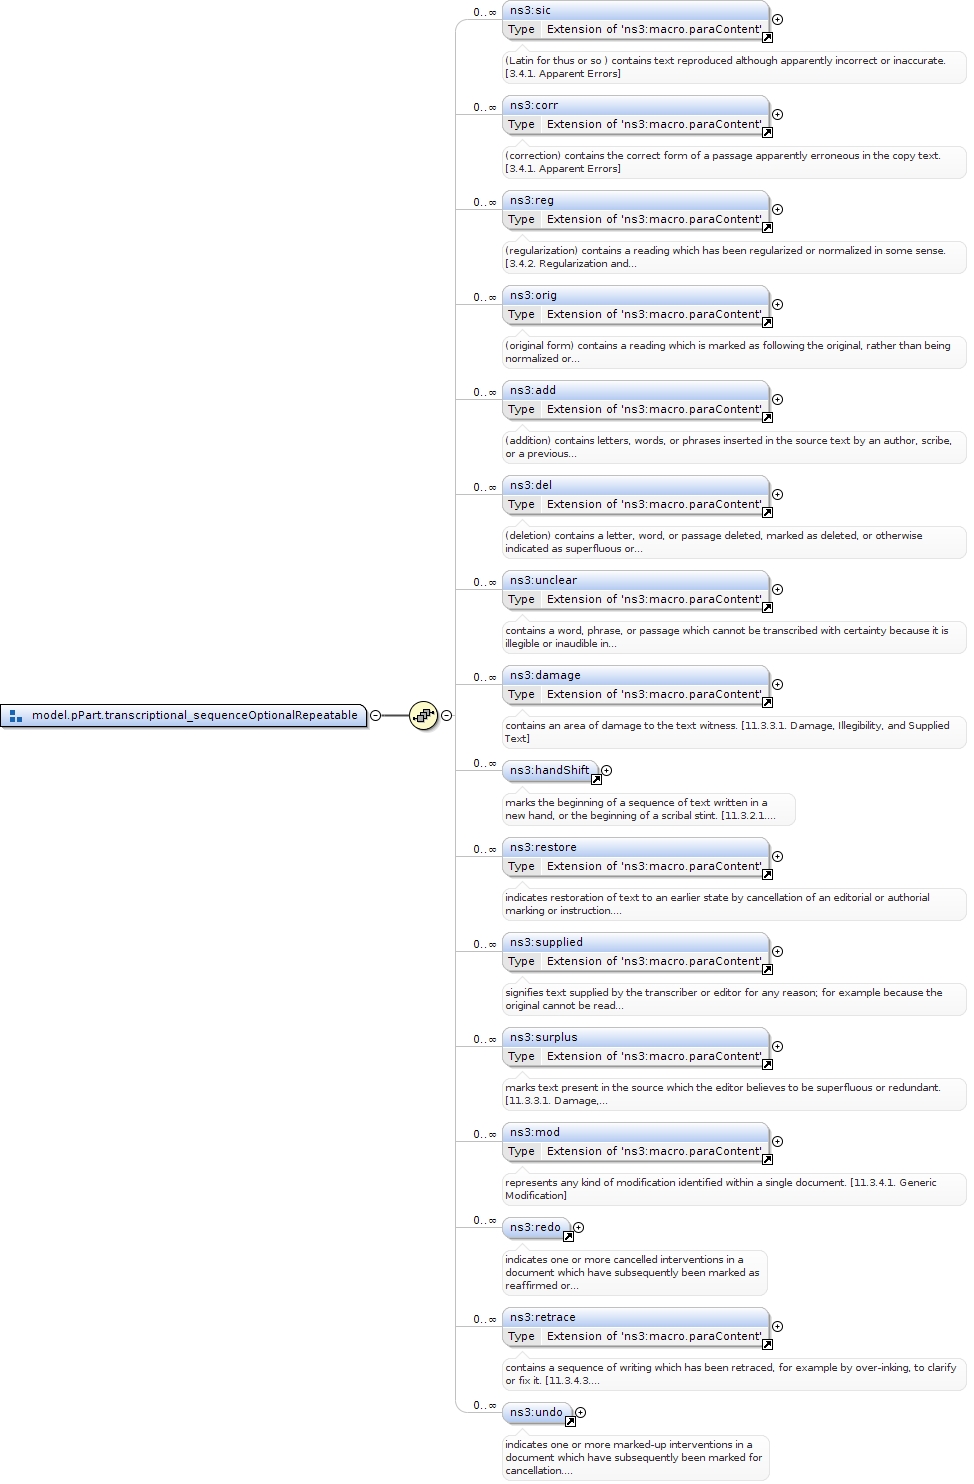 0..∞
ns3:sic
Type Extension of 'ns3:macro.paraContent'
(Latin for thus or so ) contains text reproduced although apparently incorrect or inaccurate.
[3.4.1. Apparent Errors]
0..∞
ns3:corr
Type Extension of 'ns3:macro.paraContent'
(correction) contains the correct form of a passage apparently erroneous in the copy text.
[3.4.1. Apparent Errors]
0..∞
ns3:reg
Type Extension of 'ns3:macro.paraContent'
(regularization) contains a reading which has been regularized or normalized in some sense.
[3.4.2. Regularization and...
0..∞
ns3:orig
Type Extension of 'ns3:macro.paraContent'
(original form) contains a reading which is marked as following the original, rather than being
normalized or...
0..∞
ns3:add
Type Extension of 'ns3:macro.paraContent'
(addition) contains letters, words, or phrases inserted in the source text by an author, scribe,
or a previous...
0..∞
ns3:del
Type Extension of 'ns3:macro.paraContent'
(deletion) contains a letter, word, or passage deleted, marked as deleted, or otherwise
indicated as superfluous or...
0..∞
ns3:unclear
Type Extension of 'ns3:macro.paraContent'
contains a word, phrase, or passage which cannot be transcribed with certainty because it is
illegible or inaudible in...
0..∞
ns3:damage
Type Extension of 'ns3:macro.paraContent'
model.pPart.transcriptional_sequenceOptionalRepeatable
contains an area of damage to the text witness. [11.3.3.1. Damage, Illegibility, and Supplied
Text]
0..∞
ns3:handShift
marks the beginning of a sequence of text written in a
new hand, or the beginning of a scribal stint. [11.3.2.1....
0..∞
ns3:restore
Type Extension of 'ns3:macro.paraContent'
indicates restoration of text to an earlier state by cancellation of an editorial or authorial
marking or instruction....
0..∞
ns3:supplied
Type Extension of 'ns3:macro.paraContent'
signifies text supplied by the transcriber or editor for any reason; for example because the
original cannot be read...
0..∞
ns3:surplus
Type Extension of 'ns3:macro.paraContent'
marks text present in the source which the editor believes to be superfluous or redundant.
[11.3.3.1. Damage,...
0..∞
ns3:mod
Type Extension of 'ns3:macro.paraContent'
represents any kind of modification identified within a single document. [11.3.4.1. Generic
Modification]
0..∞
ns3:redo
indicates one or more cancelled interventions in a
document which have subsequently been marked as
reaffirmed or...
0..∞
ns3:retrace
Type Extension of 'ns3:macro.paraContent'
contains a sequence of writing which has been retraced, for example by over-inking, to clarify
or fix it. [11.3.4.3....
0..∞
ns3:undo
indicates one or more marked-up interventions in a
document which have subsequently been marked for
cancellation....